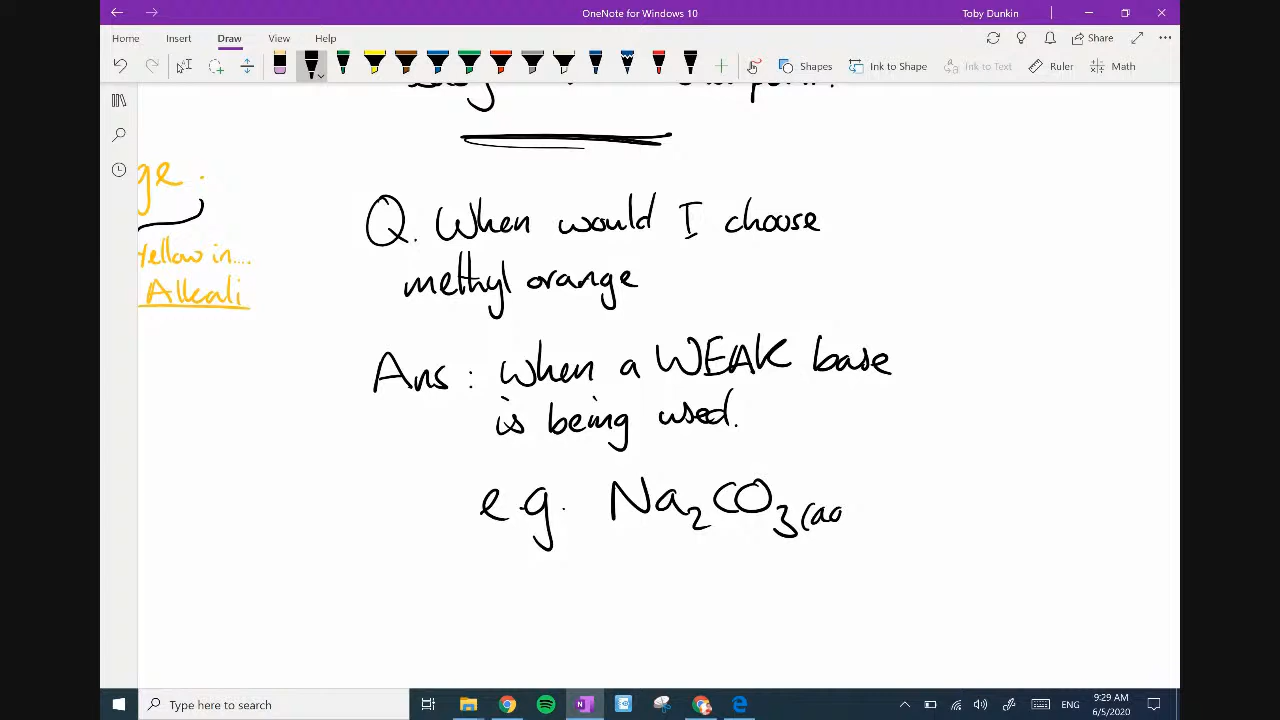 OneNote for Windows 10
Toby Dunkin
Home Insert Draw View Help
Share
Shapes
Ink to Shape
Ink to Text
Ruler
Math
ge.
Yellow in....
Alkali
Q. When would I choose
methyl orange
Ans: when a WEAK base
is being used.
e.g. Na₂CO₃(aq
Type here to search
ENG
9:29 AM
6/5/2020